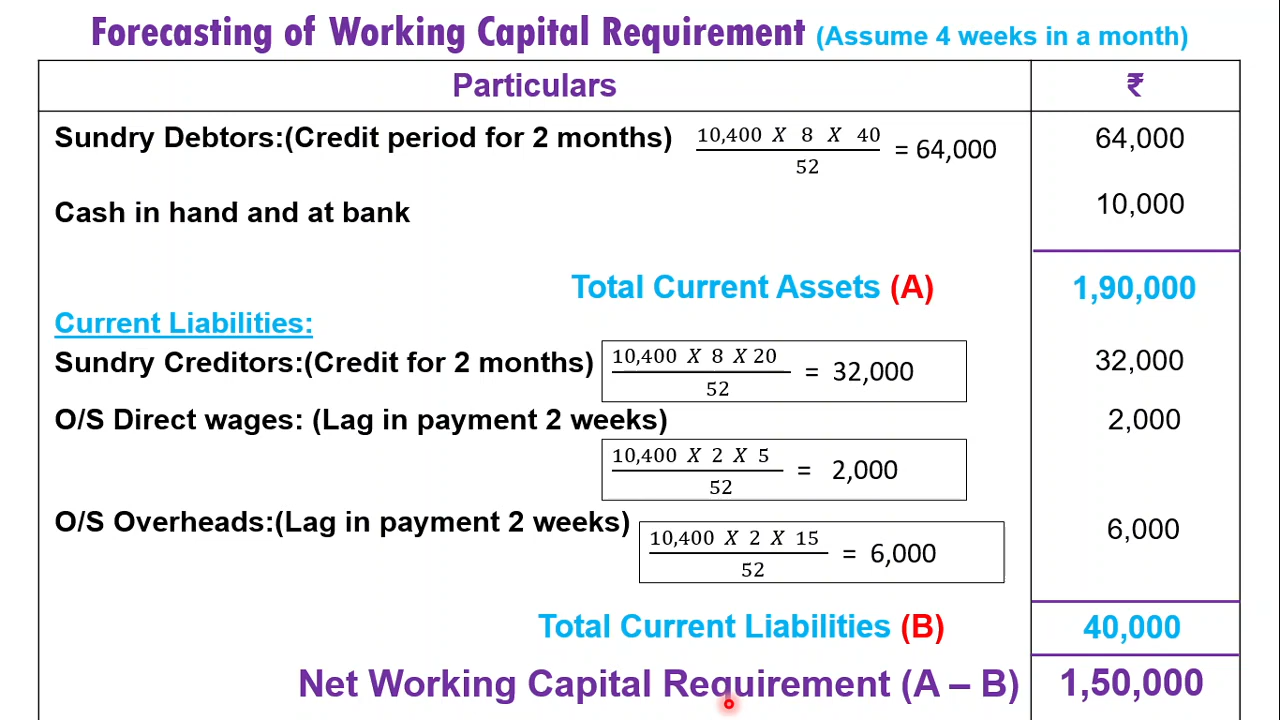 Forecasting of Working Capital Requirement (Assume 4 weeks in a month)
Particulars ₹
Sundry Debtors:(Credit period for 2 months) 10,400 X 8 X 40 / 52 = 64,000 64,000
Cash in hand and at bank 10,000
Total Current Assets (A) 1,90,000
Current Liabilities:
Sundry Creditors:(Credit for 2 months) 10,400 X 8 X 20 / 52 = 32,000 32,000
O/S Direct wages: (Lag in payment 2 weeks) 2,000
10,400 X 2 X 5 / 52 = 2,000
O/S Overheads:(Lag in payment 2 weeks) 10,400 X 2 X 15 / 52 = 6,000 6,000
Total Current Liabilities (B) 40,000
Net Working Capital Requirement (A – B) 1,50,000